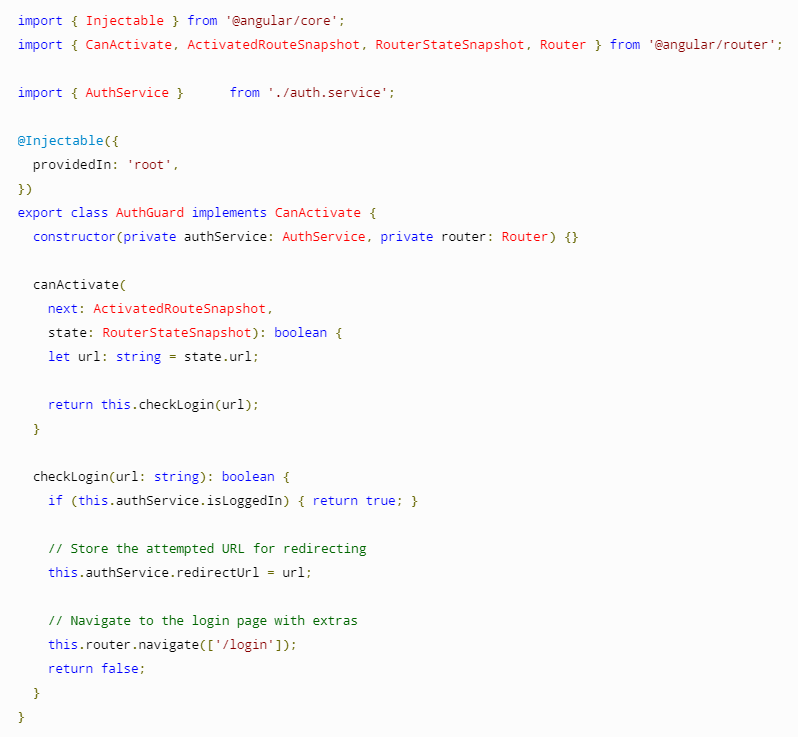 import { Injectable } from '@angular/core';
import { CanActivate, ActivatedRouteSnapshot, RouterStateSnapshot, Router } from '@angular/router';
import { AuthService }      from './auth.service';
@Injectable({
  providedIn: 'root',
})
export class AuthGuard implements CanActivate {
  constructor(private authService: AuthService, private router: Router) {}
  canActivate(
    next: ActivatedRouteSnapshot,
    state: RouterStateSnapshot): boolean {
    let url: string = state.url;
    return this.checkLogin(url);
  }
  checkLogin(url: string): boolean {
    if (this.authService.isLoggedIn) { return true; }
    // Store the attempted URL for redirecting
    this.authService.redirectUrl = url;
    // Navigate to the login page with extras
    this.router.navigate(['/login']);
    return false;
  }
}